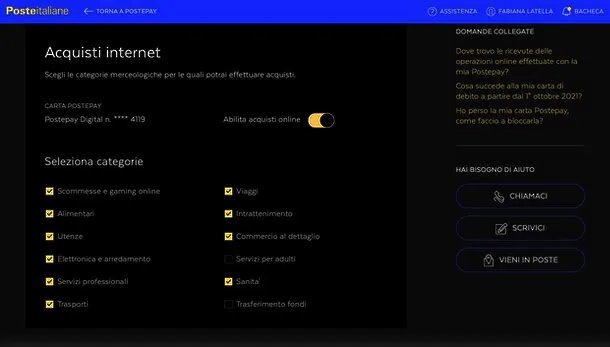 Posteitaliane
TORNA A POSTEPAY
ASSISTENZA
FABIANA LATELLA
BACHECA
Acquisti internet
Scegli le categorie merceologiche per le quali potrai effettuare acquisti.
CARTA POSTEPAY
Postepay Digital n. **** 4119
Abilita acquisti online
Seleziona categorie
Scommesse e gaming online
Viaggi
Alimentari
Intrattenimento
Utenze
Commercio al dettaglio
Elettronica e arredamento
Servizi per adulti
Servizi professionali
Sanita'
Trasporti
Trasferimento fondi
DOMANDE COLLEGATE
Dove trovo le ricevute delle
operazioni online effettuate con la
mia Postepay?
Cosa succede alla mia carta di
debito a partire dal 1° ottobre 2021?
Ho perso la mia carta Postepay,
come faccio a bloccarla?
HAI BISOGNO DI AIUTO
CHIAMACI
SCRIVICI
VIENI IN POSTE